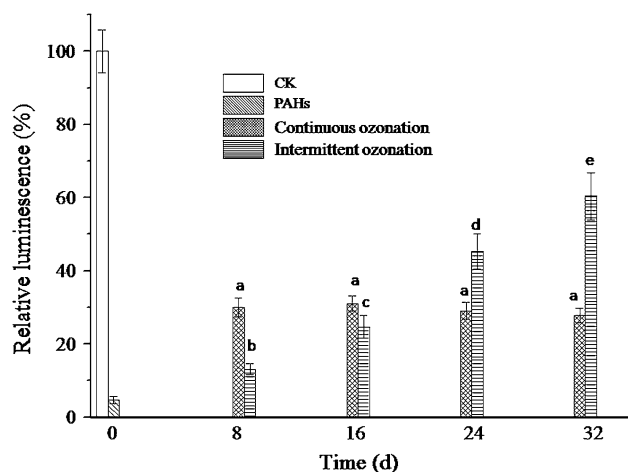 Relative luminescence (%)
100
80
60
40
20
0
CK
PAHs
Continuous ozonation
Intermittent ozonation
a
b
a
c
a
d
a
e
0 8 16 24 32
Time (d)